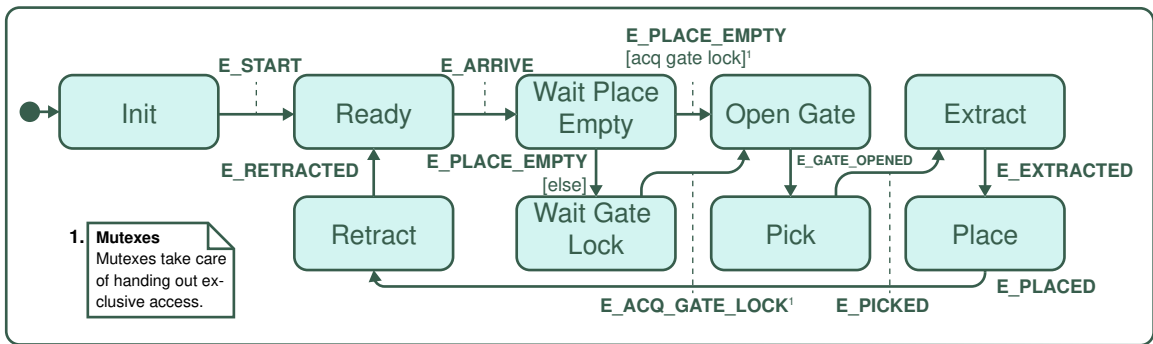 E_PLACE_EMPTY
[acq gate lock]¹
E_START
E_ARRIVE
Init
Ready
Wait Place
Empty
Open Gate
Extract
E_RETRACTED
E_PLACE_EMPTY
[else]
E_GATE_OPENED
E_EXTRACTED
Retract
Wait Gate
Lock
Pick
Place
1. Mutexes
Mutexes take care
of handing out ex-
clusive access.
E_ACQ_GATE_LOCK¹
E_PICKED
E_PLACED